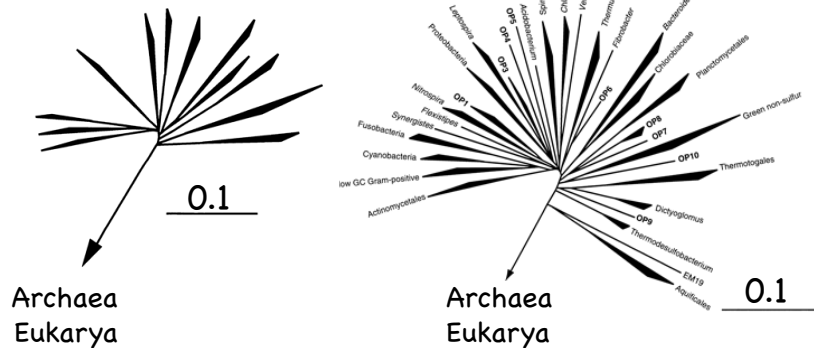 0.1
Archaea
Eukarya
Leptospira
Proteobacteria
OP5
OP4
Acidobacterium
OP3
Fibrobacter
Chlorobiaceae
Planctomycetales
OP6
Nitrospira
OP1
Flexistipes
Synergistes
Fusobacteria
Cyanobacteria
low GC Gram-positive
Actinomycetales
OP8
OP7
Green non-sulfur
OP10
Thermotogales
Dictyoglomus
OP9
Thermodesulfobacterium
EM19
Aquificales
0.1
Archaea
Eukarya